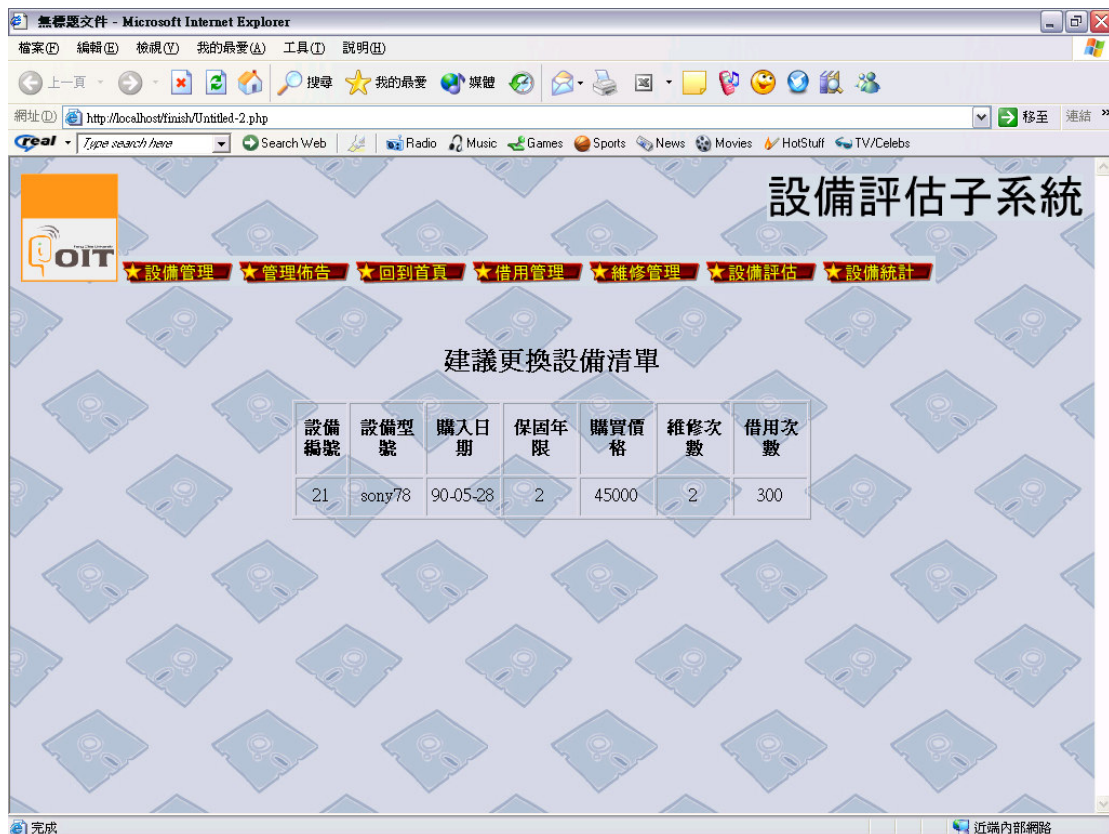 無標題文件 - Microsoft Internet Explorer
檔案(F) 編輯(E) 檢視(V) 我的最愛(A) 工具(T) 說明(H)
上一頁 搜尋 我的最愛 媒體
網址(D) http://localhost/finish/Untitled-2.php 移至 連結 »
real Type search here Search Web Radio Music Games Sports News Movies HotStuff TV/Celebs
設備評估子系統
OIT
設備管理 管理佈告 回到首頁 借用管理 維修管理 設備評估 設備統計
建議更換設備清單
設備編號 設備型號 購入日期 保固年限 購買價格 維修次數 借用次數
21 sony78 90-05-28 2 45000 2 300
完成 近端內部網路